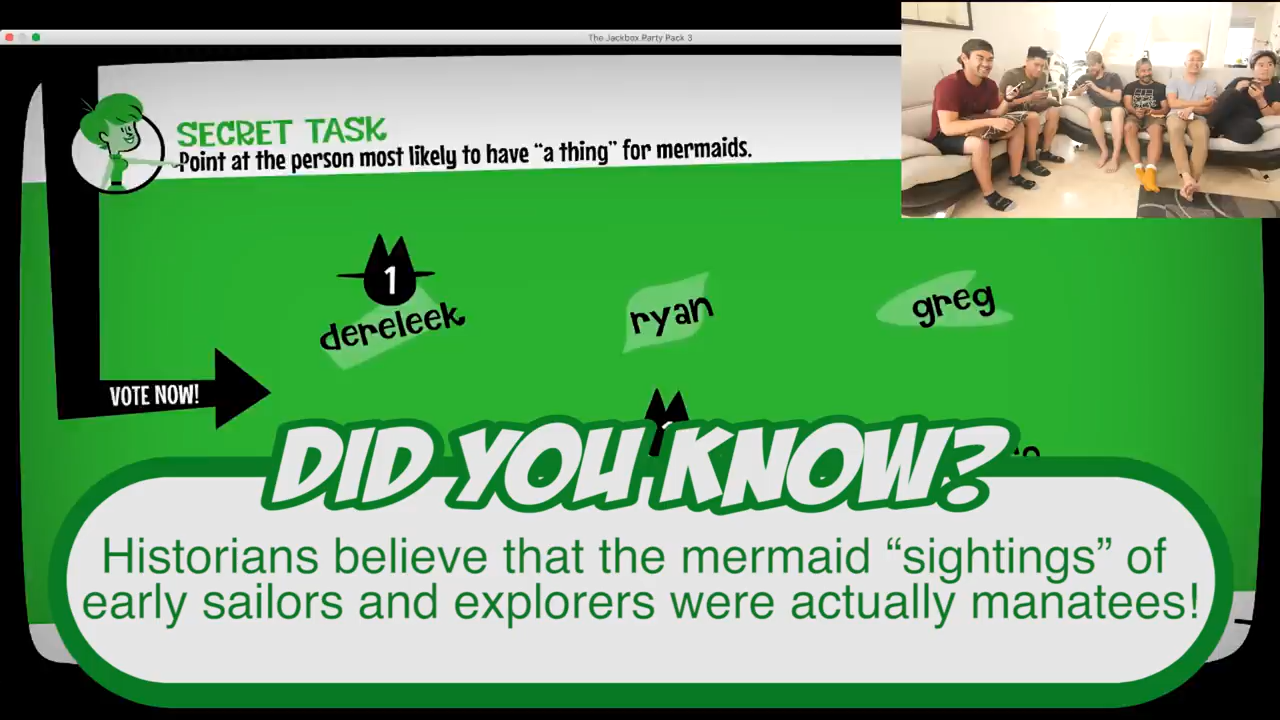 The Jackbox Party Pack 3
SECRET TASK
Point at the person most likely to have “a thing” for mermaids.
1
dereleek
ryan
greg
VOTE NOW!
DID YOU KNOW?
Historians believe that the mermaid “sightings” of
early sailors and explorers were actually manatees!